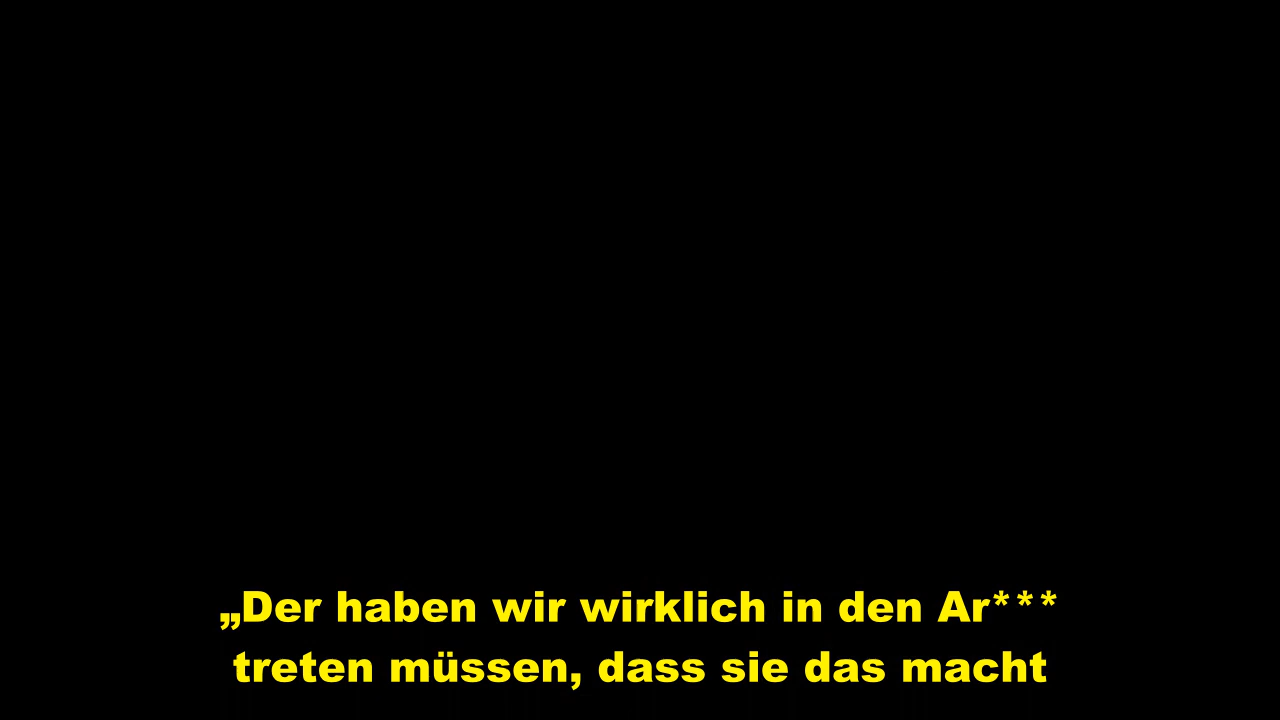 „Der haben wir wirklich in den Ar***
treten müssen, dass sie das macht